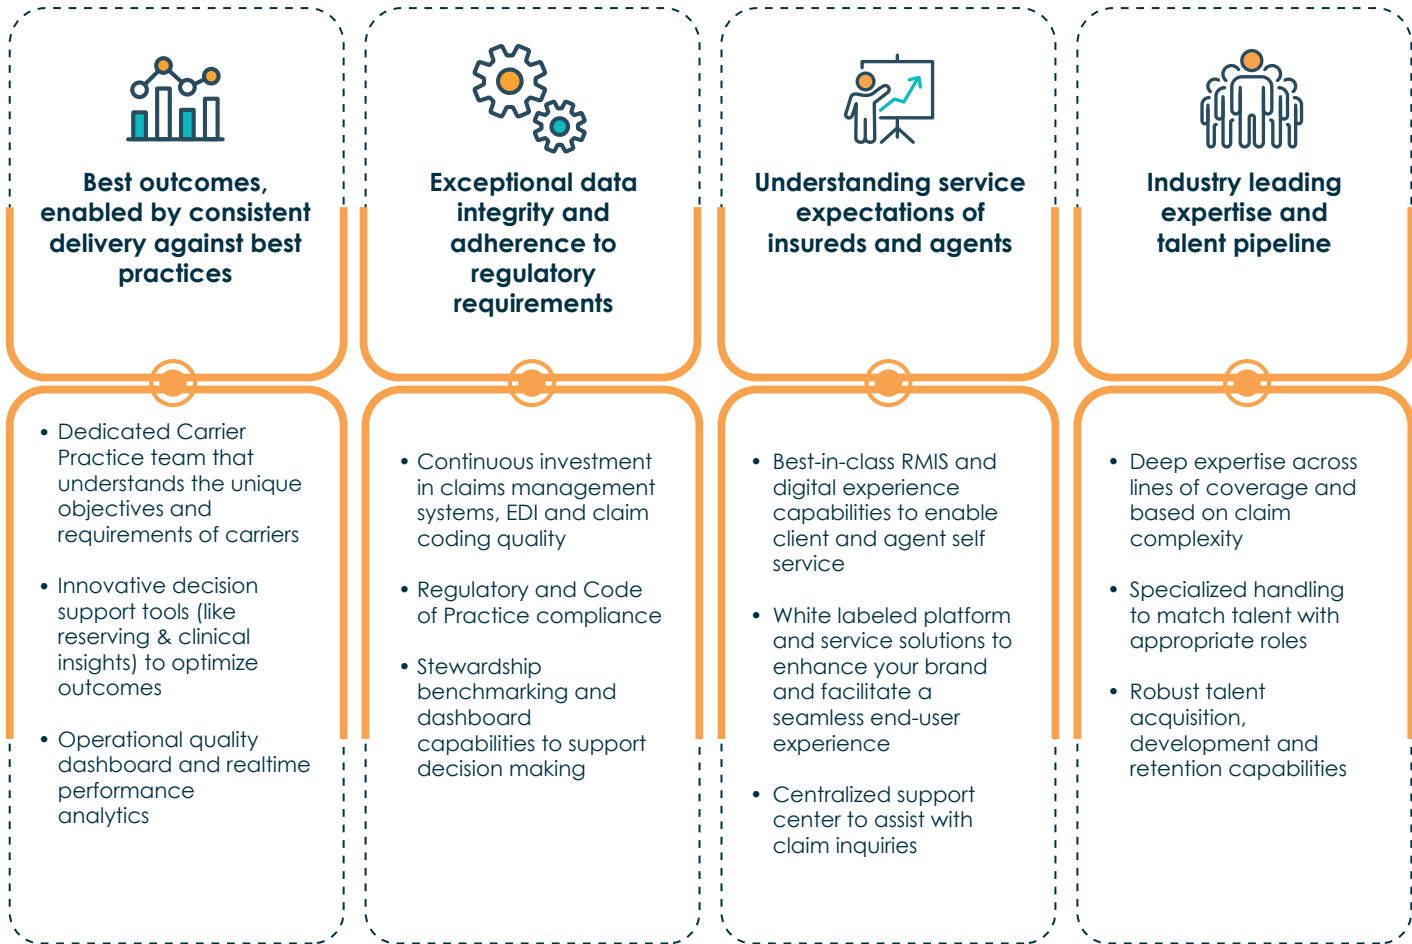 Best outcomes,
enabled by consistent
delivery against best
practices
• Dedicated Carrier
Practice team that
understands the unique
objectives and
requirements of carriers
• Innovative decision
support tools (like
reserving & clinical
insights) to optimize
outcomes
• Operational quality
dashboard and realtime
performance
analytics
Exceptional data
integrity and
adherence to
regulatory
requirements
• Continuous investment
in claims management
systems, EDI and claim
coding quality
• Regulatory and Code
of Practice compliance
• Stewardship
benchmarking and
dashboard
capabilities to support
decision making
Understanding service
expectations of
insureds and agents
• Best-in-class RMIS and
digital experience
capabilities to enable
client and agent self
service
• White labeled platform
and service solutions to
enhance your brand
and facilitate a
seamless end-user
experience
• Centralized support
center to assist with
claim inquiries
Industry leading
expertise and
talent pipeline
• Deep expertise across
lines of coverage and
based on claim
complexity
• Specialized handling
to match talent with
appropriate roles
• Robust talent
acquisition,
development and
retention capabilities